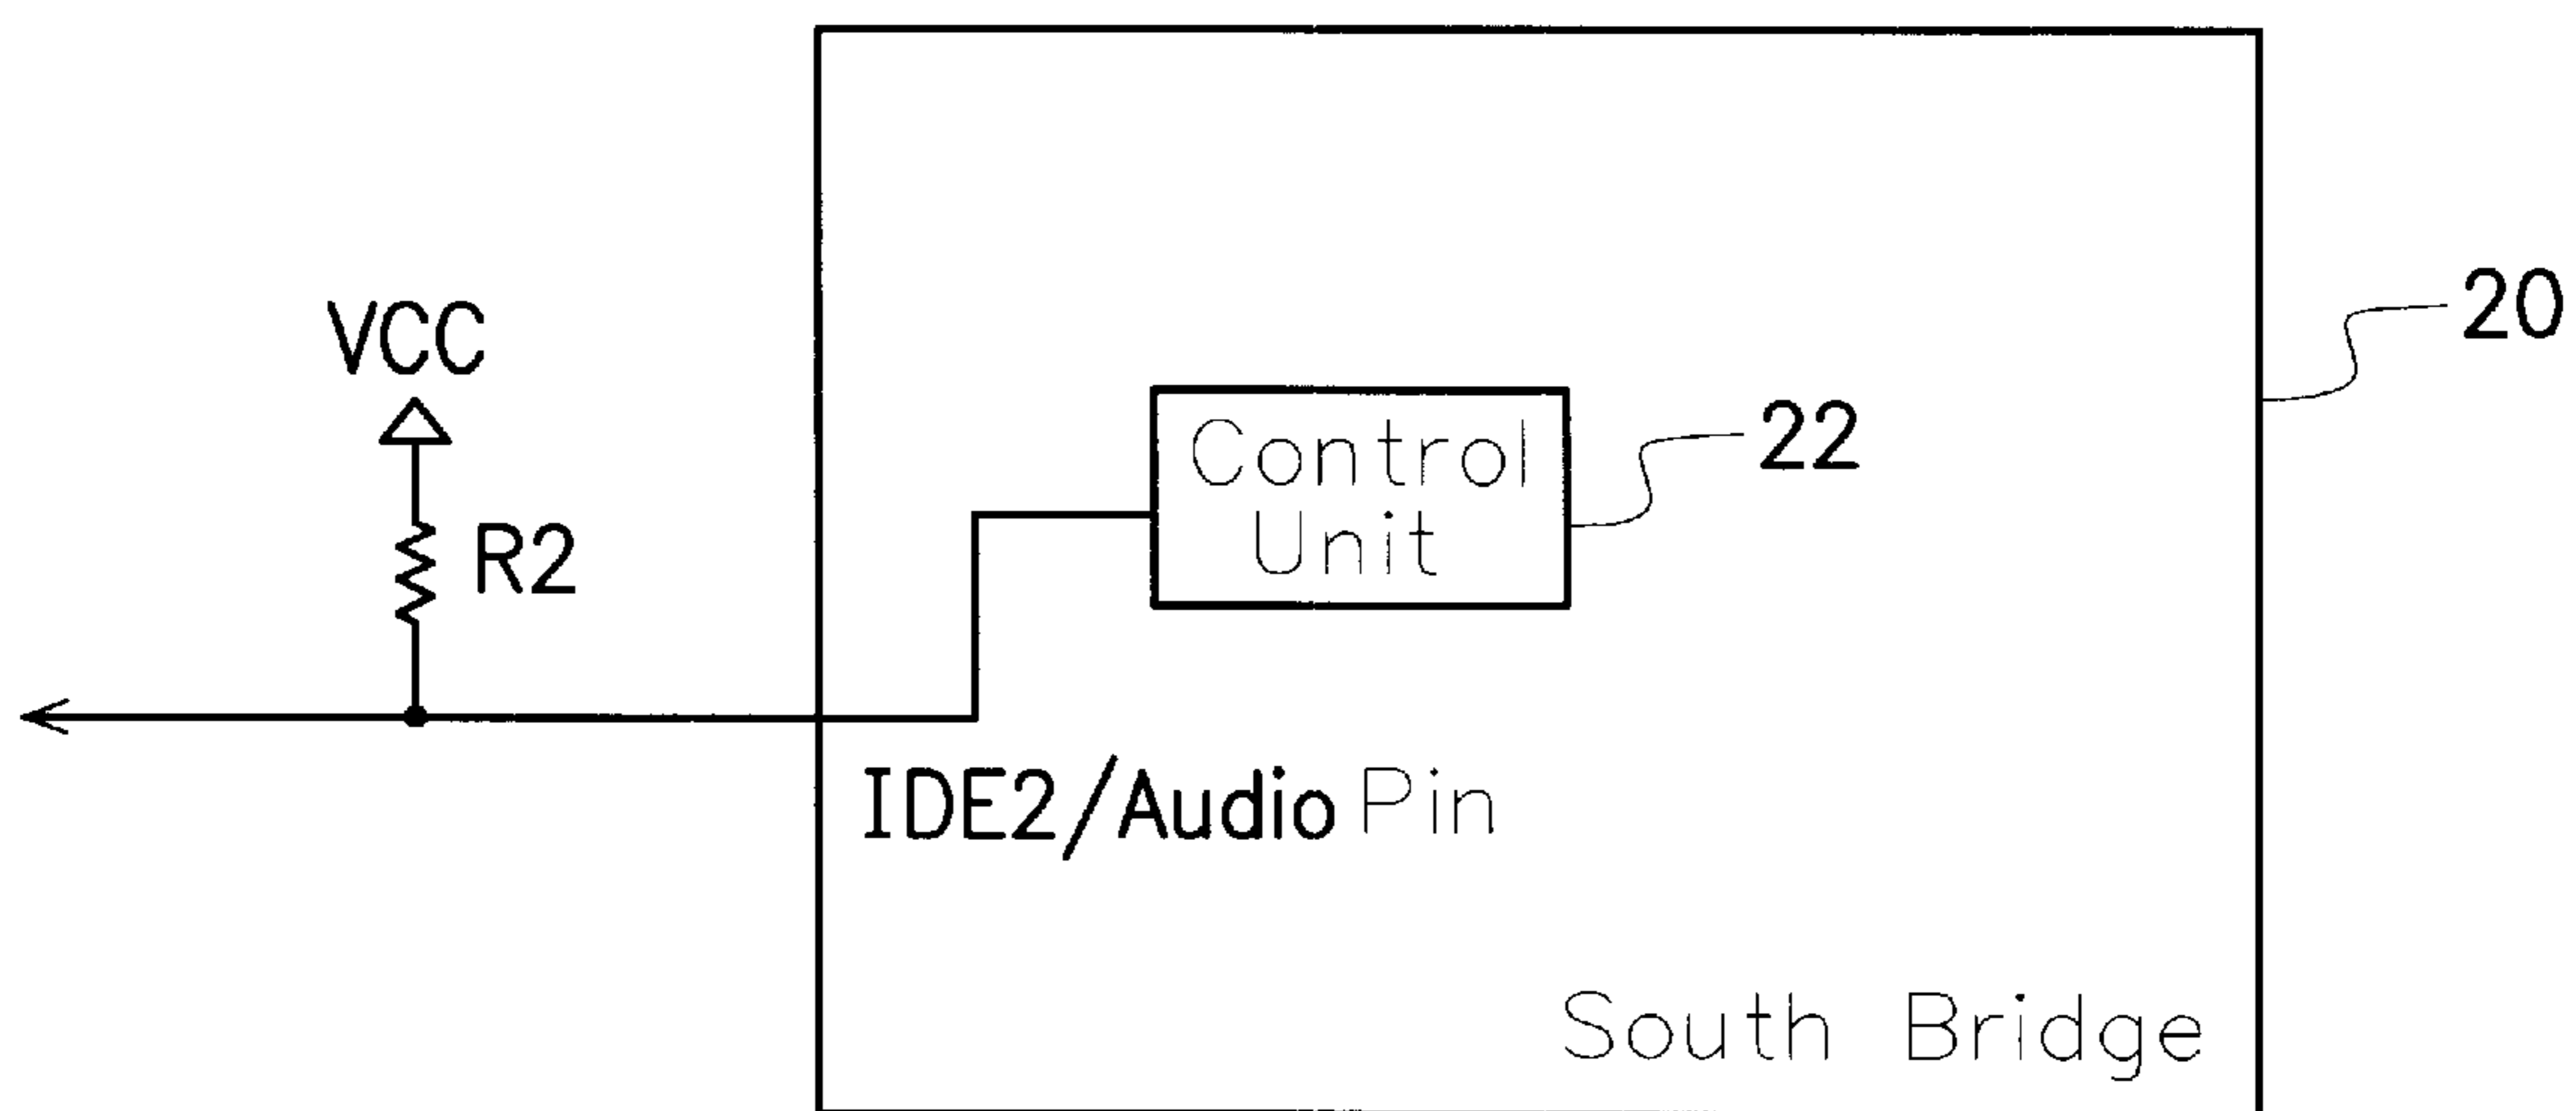 20
VCC
Control
Unit
22
R2
IDE2/Audio Pin
South Bridge